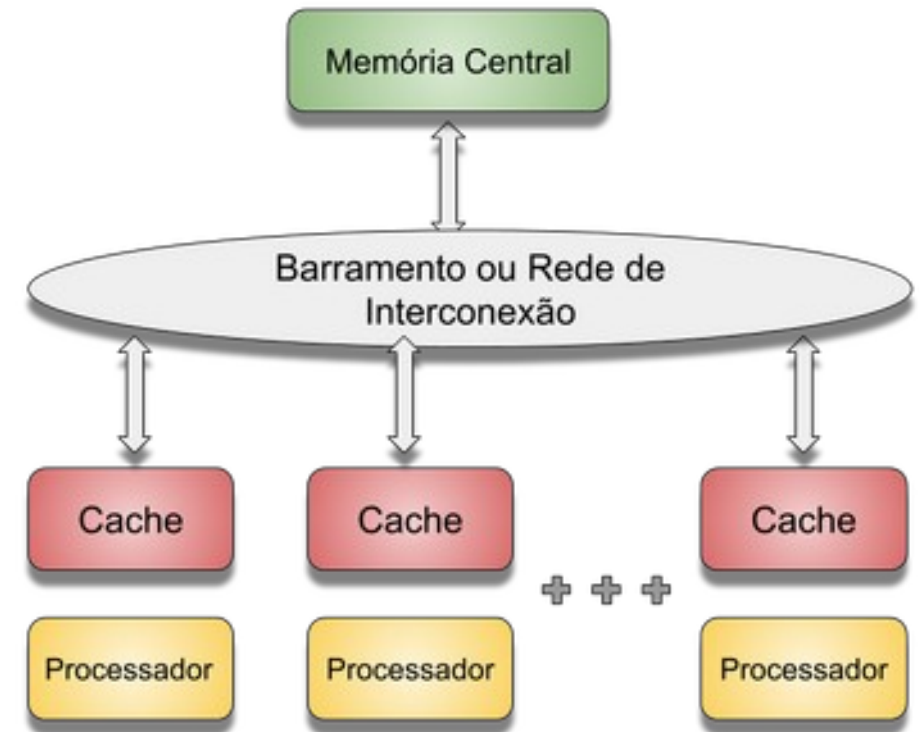 Memória Central
Barramento ou Rede de
Interconexão
Cache
Cache
Cache
Processador
Processador
Processador